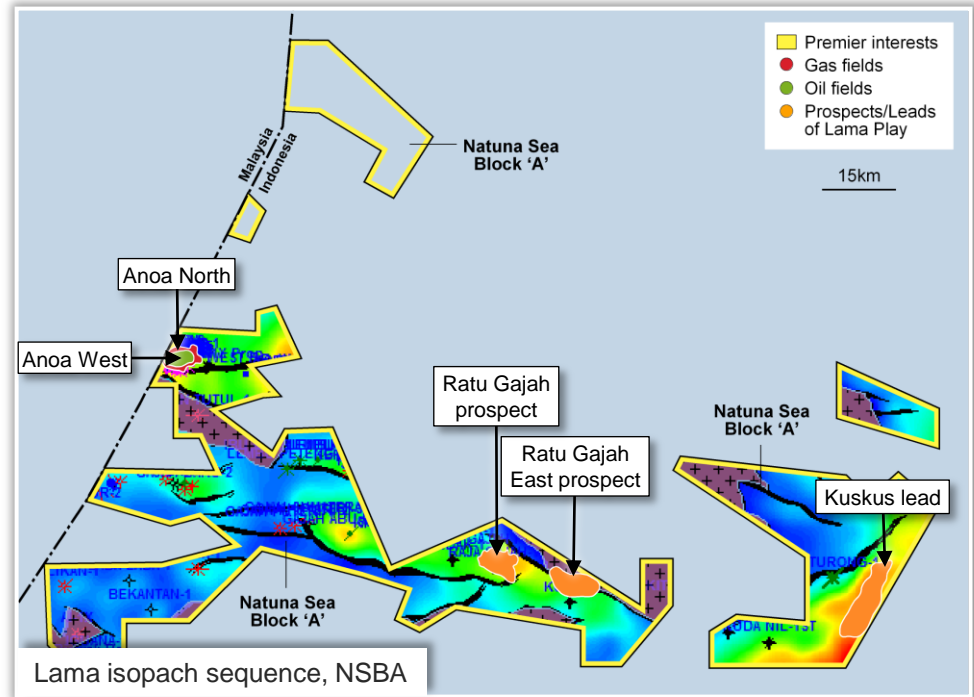 Premier interests
Gas fields
Oil fields
Prospects/Leads
of Lama Play
15km
Malaysia
Indonesia
Natuna Sea
Block ‘A’
Anoa North
Anoa West
Ratu Gajah
prospect
Ratu Gajah
East prospect
Natuna Sea
Block ‘A’
Kuskus lead
BEKANTAN-1
Natuna Sea
Block ‘A’
Lama isopach sequence, NSBA